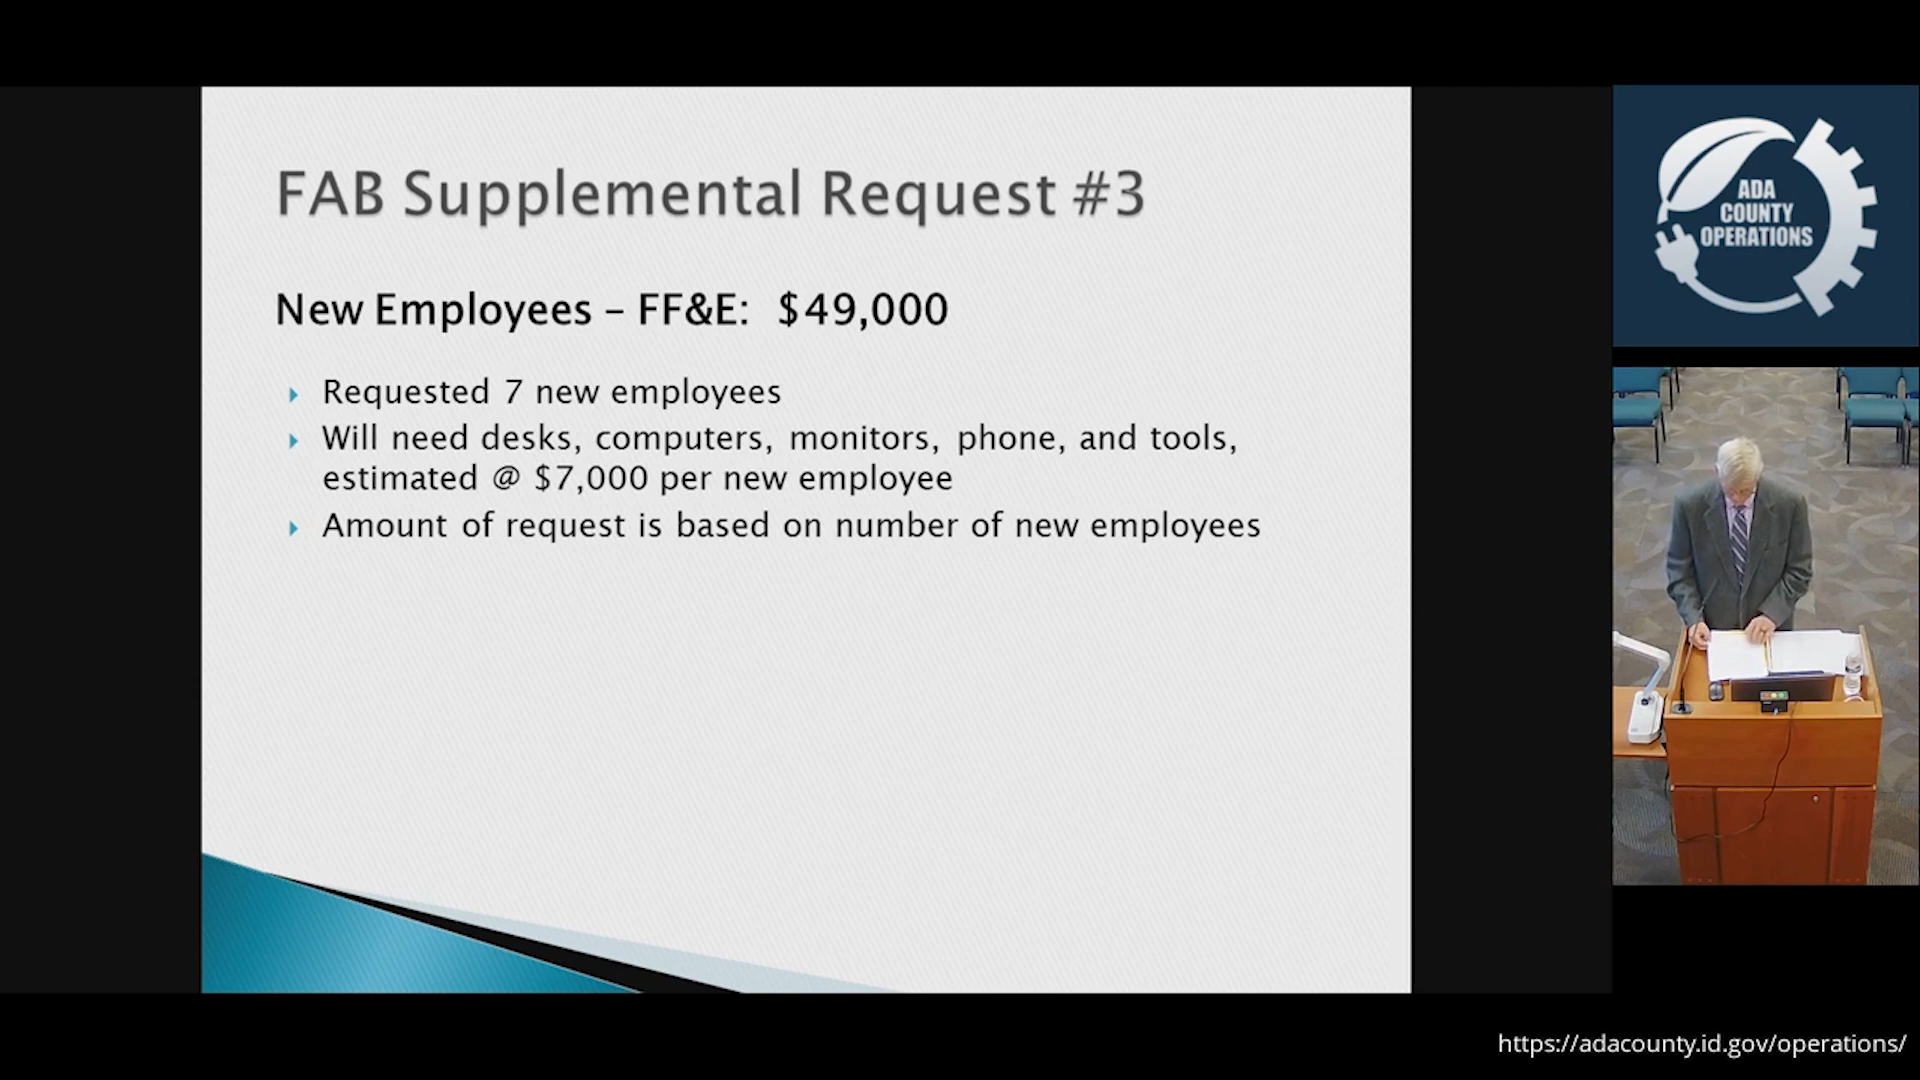 FAB Supplemental Request #3
New Employees – FF&E: $49,000
Requested 7 new employees
Will need desks, computers, monitors, phone, and tools,
estimated @ $7,000 per new employee
Amount of request is based on number of new employees
ADA
COUNTY
OPERATIONS
https://adacounty.id.gov/operations/